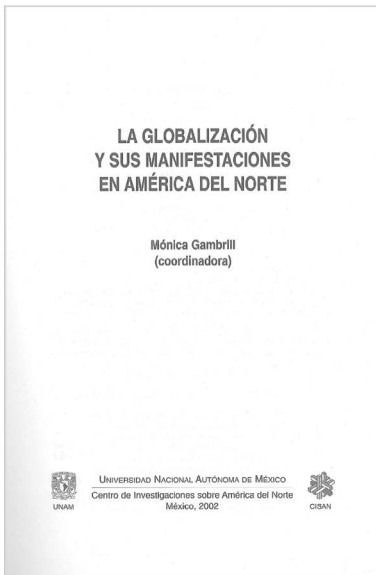 LA GLOBALIZACIÓN
Y SUS MANIFESTACIONES
EN AMÉRICA DEL NORTE
Mónica Gambrill
(coordinadora)
UNIVERSIDAD NACIONAL AUTÓNOMA DE MÉXICO
Centro de Investigaciones sobre América del Norte
México, 2002
UNAM
CISAN